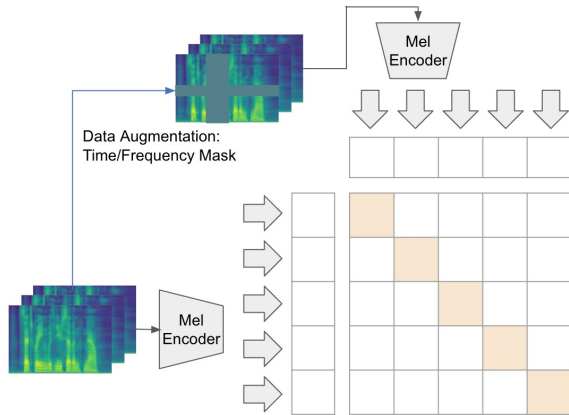 Mel
Encoder
Data Augmentation:
Time/Frequency Mask
Mel
Encoder